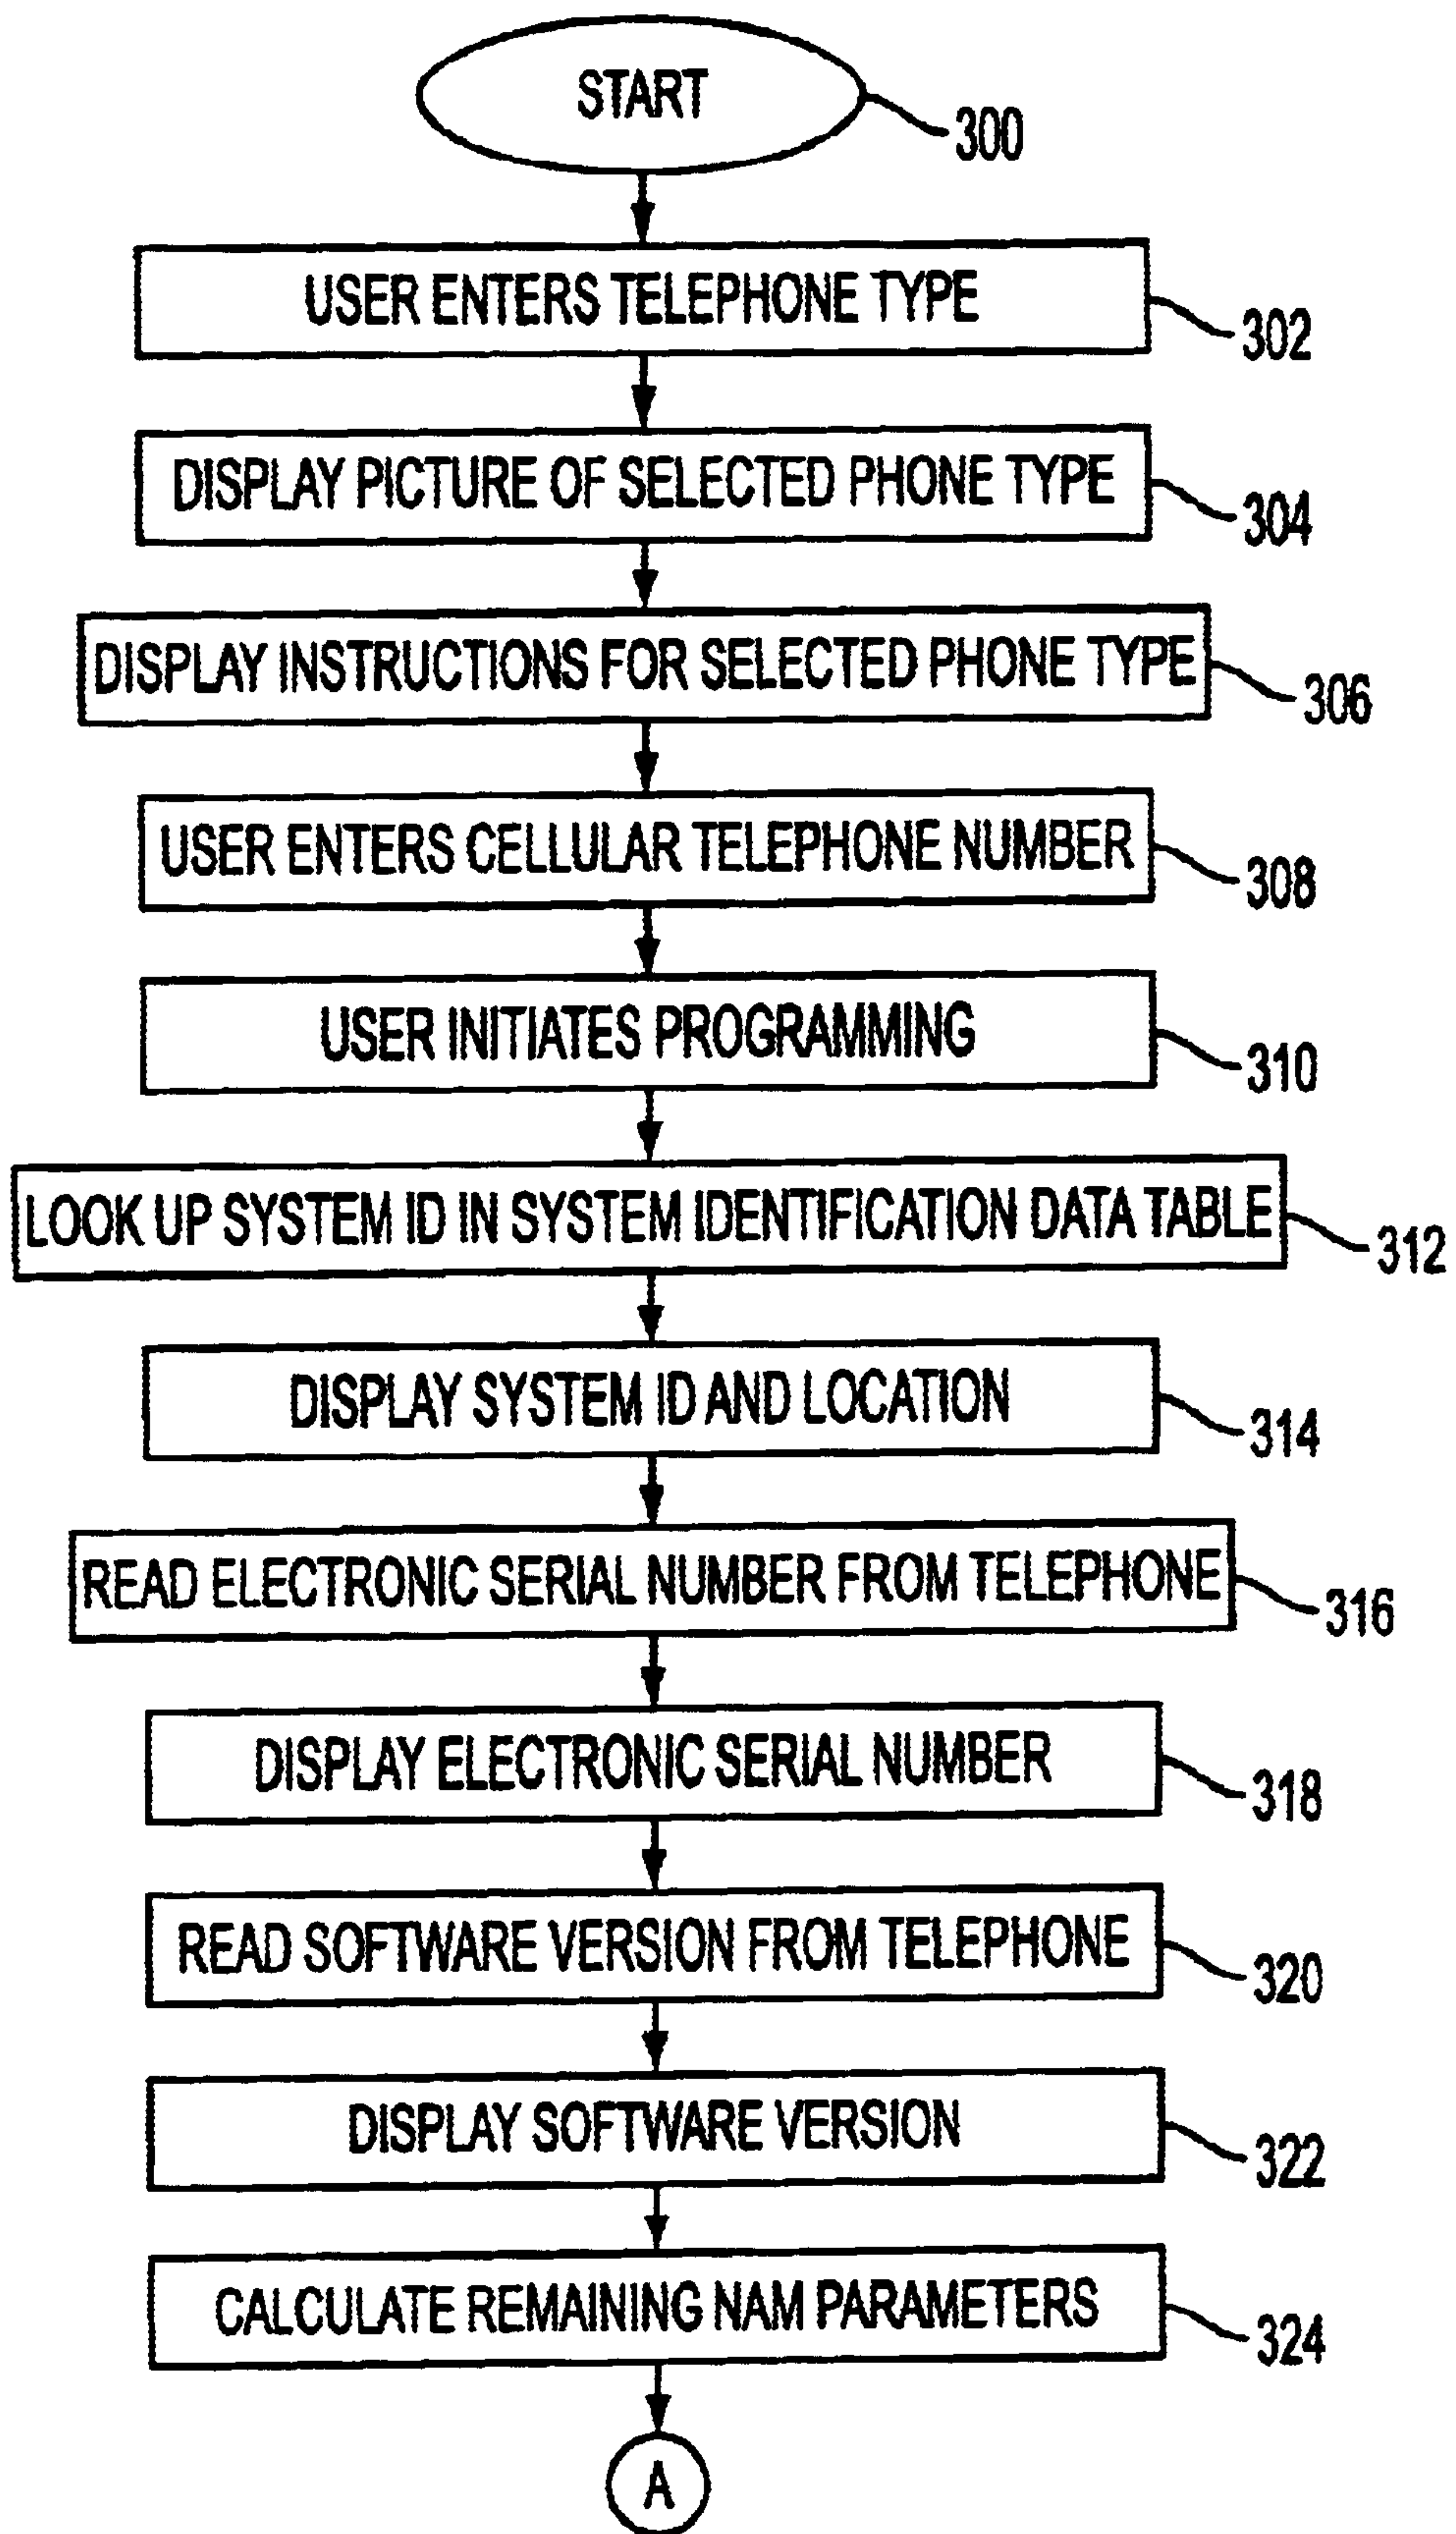 START
300
USER ENTERS TELEPHONE TYPE
302
DISPLAY PICTURE OF SELECTED PHONE TYPE
304
DISPLAY INSTRUCTIONS FOR SELECTED PHONE TYPE
306
USER ENTERS CELLULAR TELEPHONE NUMBER
308
USER INITIATES PROGRAMMING
310
LOOK UP SYSTEM ID IN SYSTEM IDENTIFICATION DATA TABLE
312
DISPLAY SYSTEM ID AND LOCATION
314
READ ELECTRONIC SERIAL NUMBER FROM TELEPHONE
316
DISPLAY ELECTRONIC SERIAL NUMBER
318
READ SOFTWARE VERSION FROM TELEPHONE
320
DISPLAY SOFTWARE VERSION
322
CALCULATE REMAINING NAM PARAMETERS
324
A